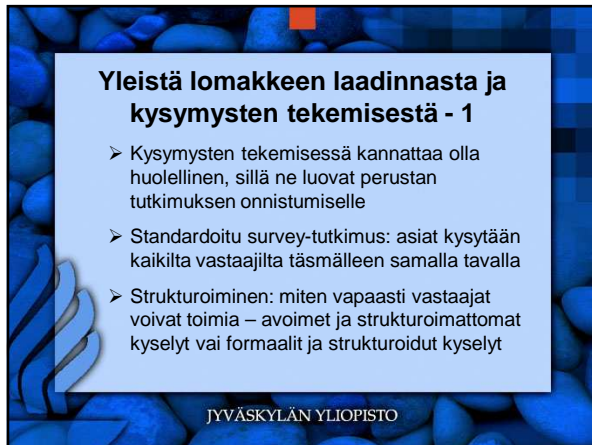 Yleistä lomakkeen laadinnasta ja
kysymysten tekemisestä - 1
➢ Kysymysten tekemisessä kannattaa olla
huolellinen, sillä ne luovat perustan
tutkimuksen onnistumiselle
➢ Standardoitu survey-tutkimus: asiat kysytään
kaikilta vastaajilta täsmälleen samalla tavalla
➢ Strukturoiminen: miten vapaasti vastaajat
voivat toimia – avoimet ja strukturoimattomat
kyselyt vai formaalit ja strukturoidut kyselyt
JYVÄSKYLÄN YLIOPISTO